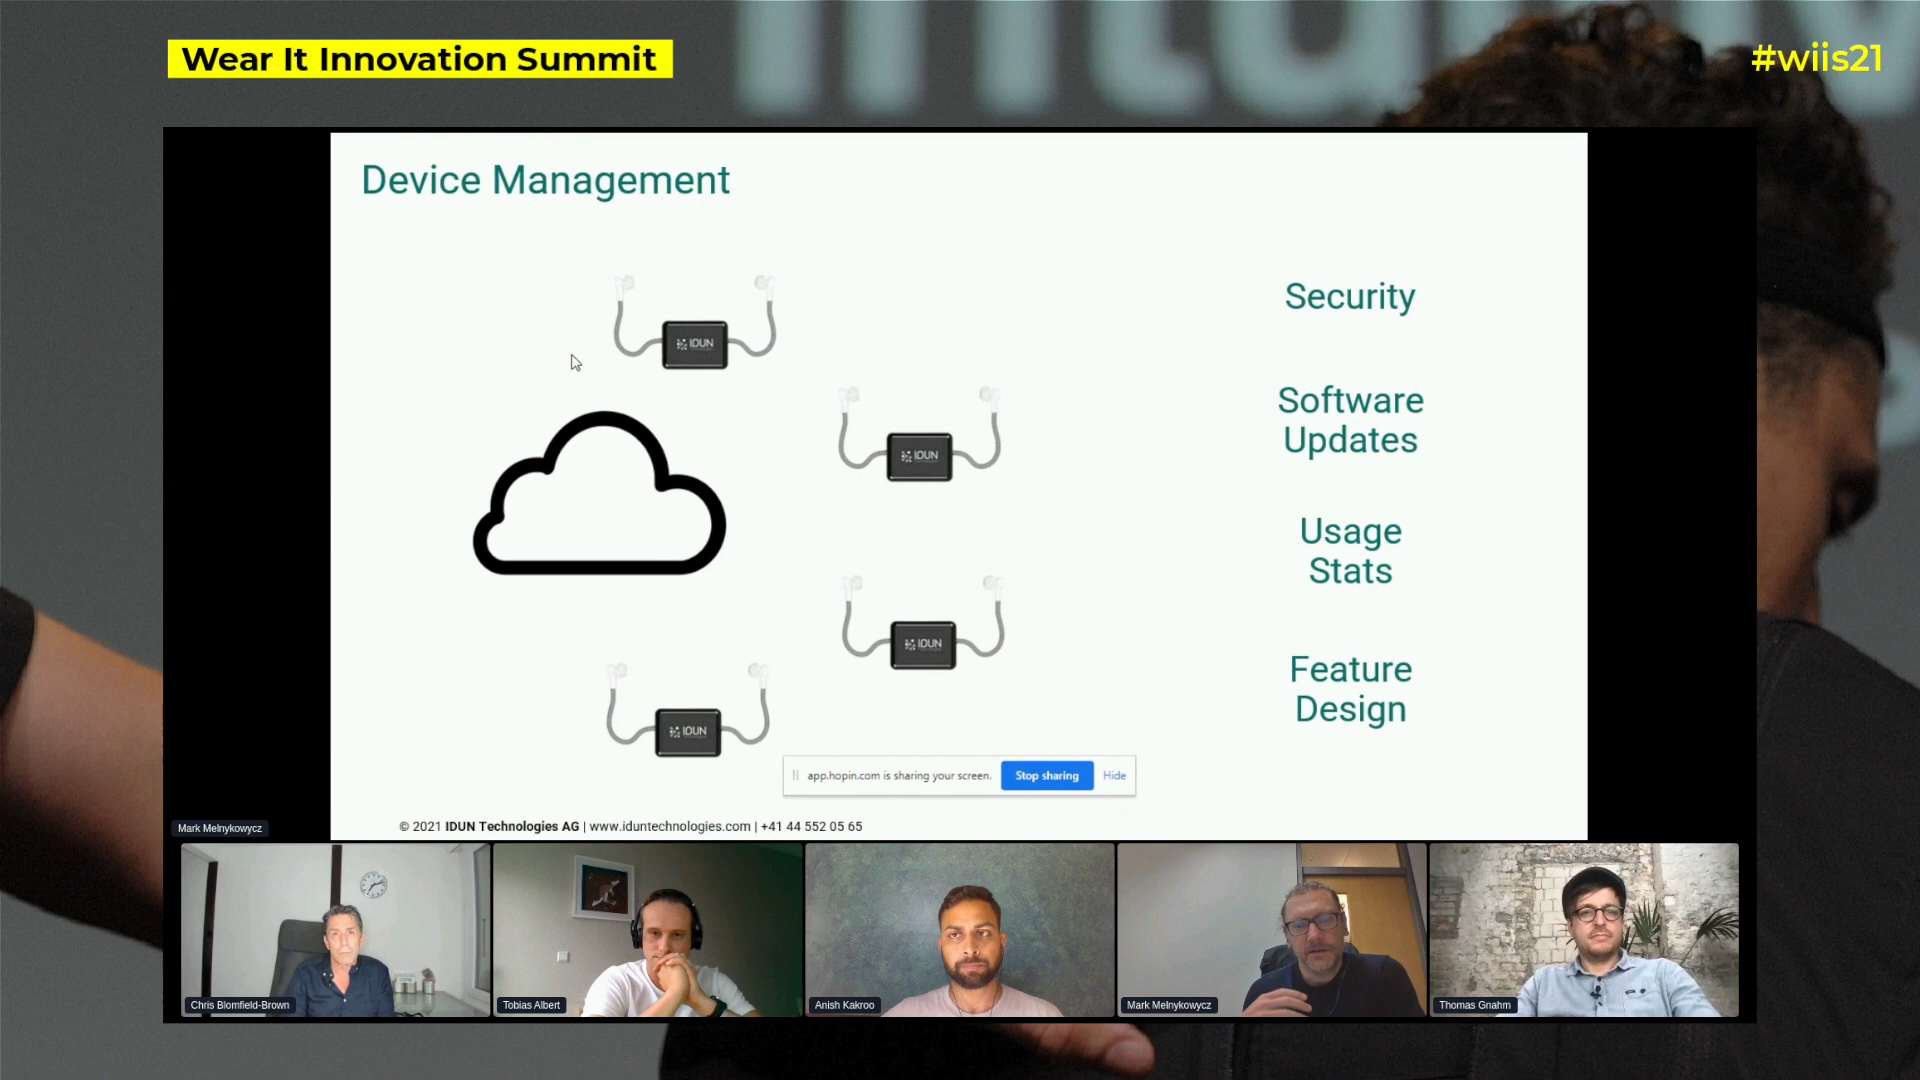 Wear It Innovation Summit
#wiis21
Device Management
IDUN
IDUN
IDUN
IDUN
Security
Software
Updates
Usage
Stats
Feature
Design
app.hopin.com is sharing your screen. Stop sharing Hide
© 2021 IDUN Technologies AG | www.iduntechnologies.com | +41 44 552 05 65
Mark Melnykowycz
Chris Blomfield-Brown
Tobias Albert
Anish Kakroo
Mark Melnykowycz
Thomas Gnahm